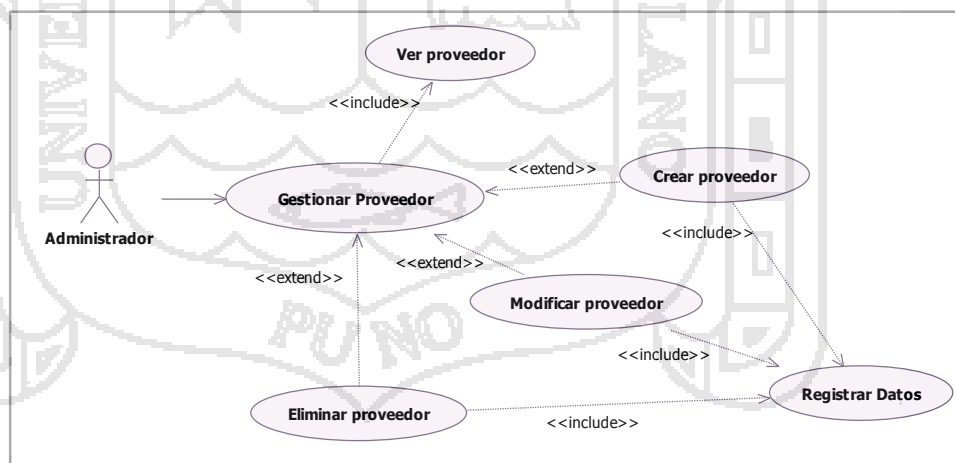 Ver proveedor
<<include>>
<<extend>>
Crear proveedor
Gestionar Proveedor
<<include>>
Administrador
<<extend>>
<<extend>>
Modificar proveedor
<<include>>
Registrar Datos
Eliminar proveedor
<<include>>
PUNO